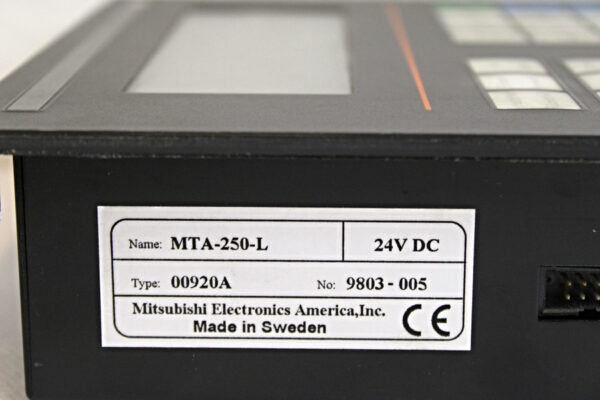 Name: MTA-250-L 24V DC
Type: 00920A No: 9803-005
Mitsubishi Electronics America,Inc.
Made in Sweden CE